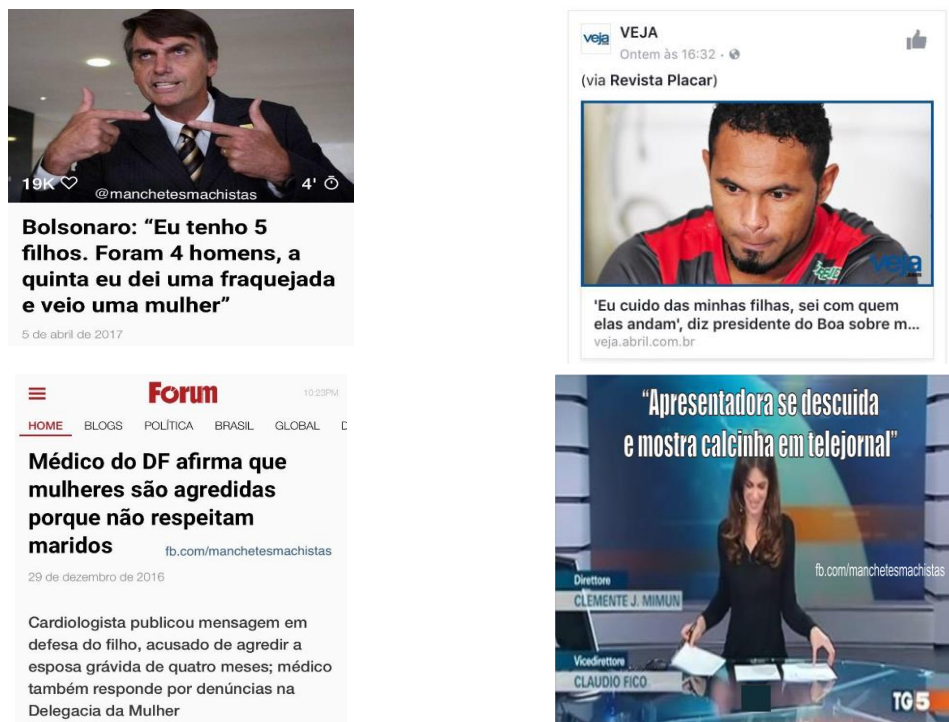 19K
@manchetesmachistas
4'
Bolsonaro: “Eu tenho 5
filhos. Foram 4 homens, a
quinta eu dei uma fraquejada
e veio uma mulher”
5 de abril de 2017
veja
VEJA
Ontem às 16:32
(via Revista Placar)
veja
.com
'Eu cuido das minhas filhas, sei com quem
elas andam', diz presidente do Boa sobre m...
veja.abril.com.br
Forum
10:23PM
HOME BLOGS POLÍTICA BRASIL GLOBAL
Médico do DF afirma que
mulheres são agredidas
porque não respeitam
maridos
fb.com/manchetesmachistas
29 de dezembro de 2016
Cardiologista publicou mensagem em
defesa do filho, acusado de agredir a
esposa grávida de quatro meses; médico
também responde por denúncias na
Delegacia da Mulher
“Apresentadora se descuida
e mostra calcinha em telejornal”
fb.com/manchetesmachistas
Direttore
CLEMENTE J. MIMUN
Vicedirettore
CLAUDIO FICO
TG5